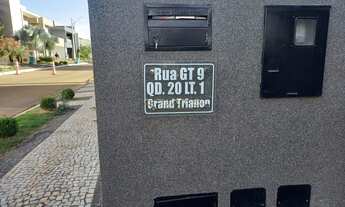 Rua GT 9
QD. 20 LT. 1
Grand Trianon